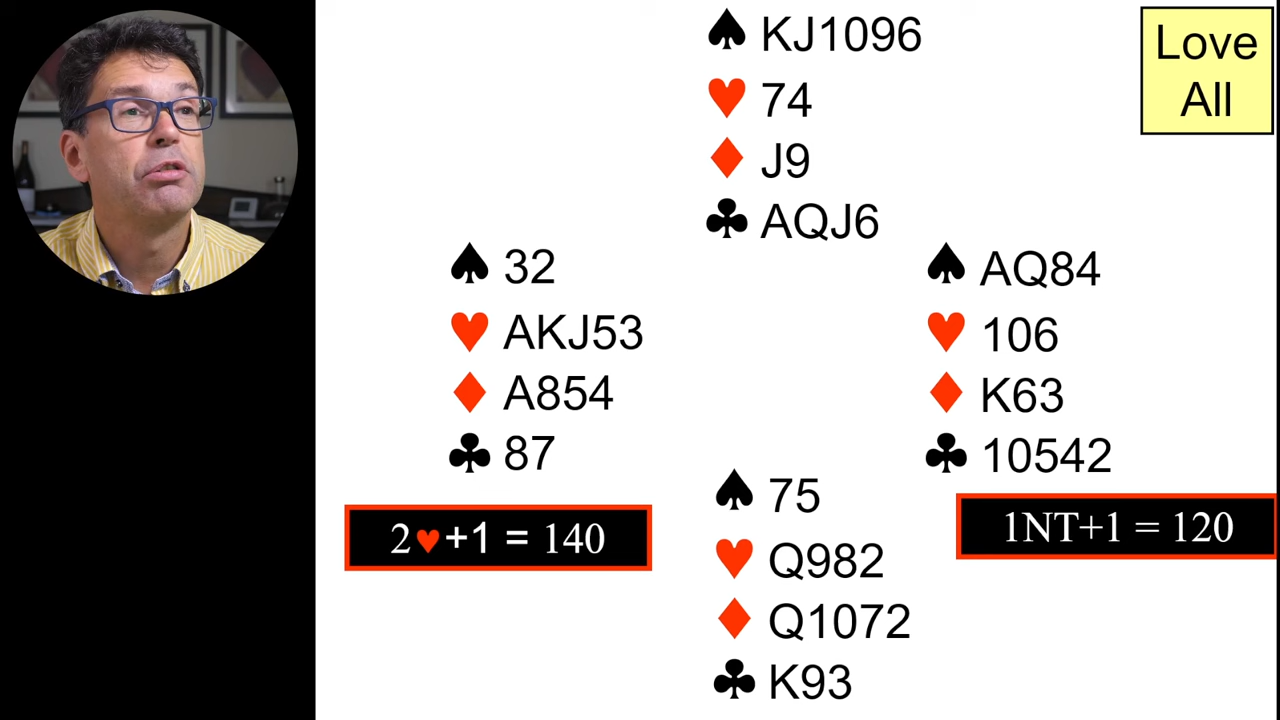 ♠ KJ1096
♥ 74
♦ J9
♣ AQJ6
Love
All
♠ 32
♥ AKJ53
♦ A854
♣ 87
♠ AQ84
♥ 106
♦ K63
♣ 10542
♠ 75
♥ Q982
♦ Q1072
♣ K93
2♥+1 = 140
1NT+1 = 120